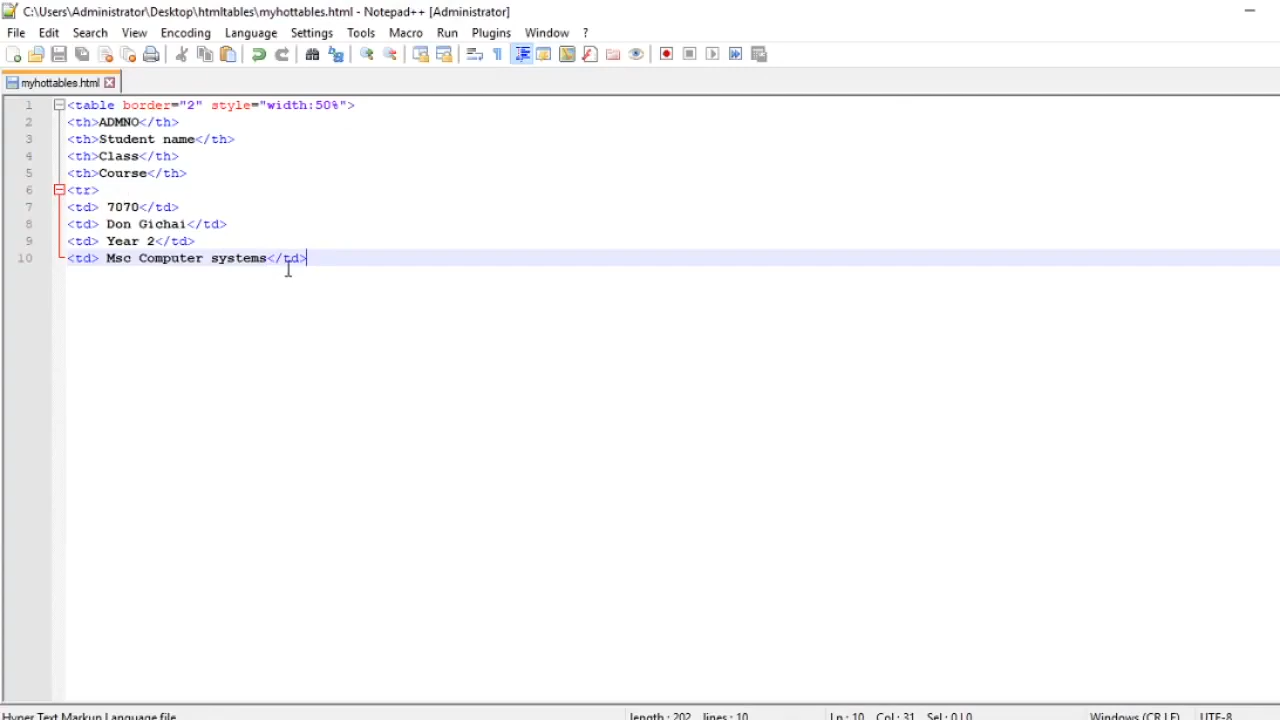 C:\Users\Administrator\Desktop\htmltables\myhottables.html - Notepad++ [Administrator]
File Edit Search View Encoding Language Settings Tools Macro Run Plugins Window ?
myhottables.html
1 <table border="2" style="width:50%">
2 <th>ADMNO</th>
3 <th>Student name</th>
4 <th>Class</th>
5 <th>Course</th>
6 <tr>
7 <td> 7070</td>
8 <td> Don Gichai</td>
9 <td> Year 2</td>
10 <td> Msc Computer systems</td>
Hyper Text Markup Language file length : 202 lines : 10 Ln : 10 Col : 31 Sel : 0 | 0 Windows (CR LF) UTF-8